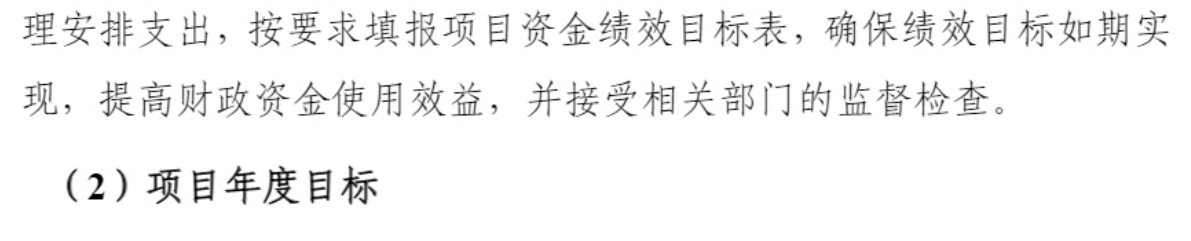 理安排支出，按要求填报项目资金绩效目标表，确保绩效目标如期实
现，提高财政资金使用效益，并接受相关部门的监督检查。
（2）项目年度目标